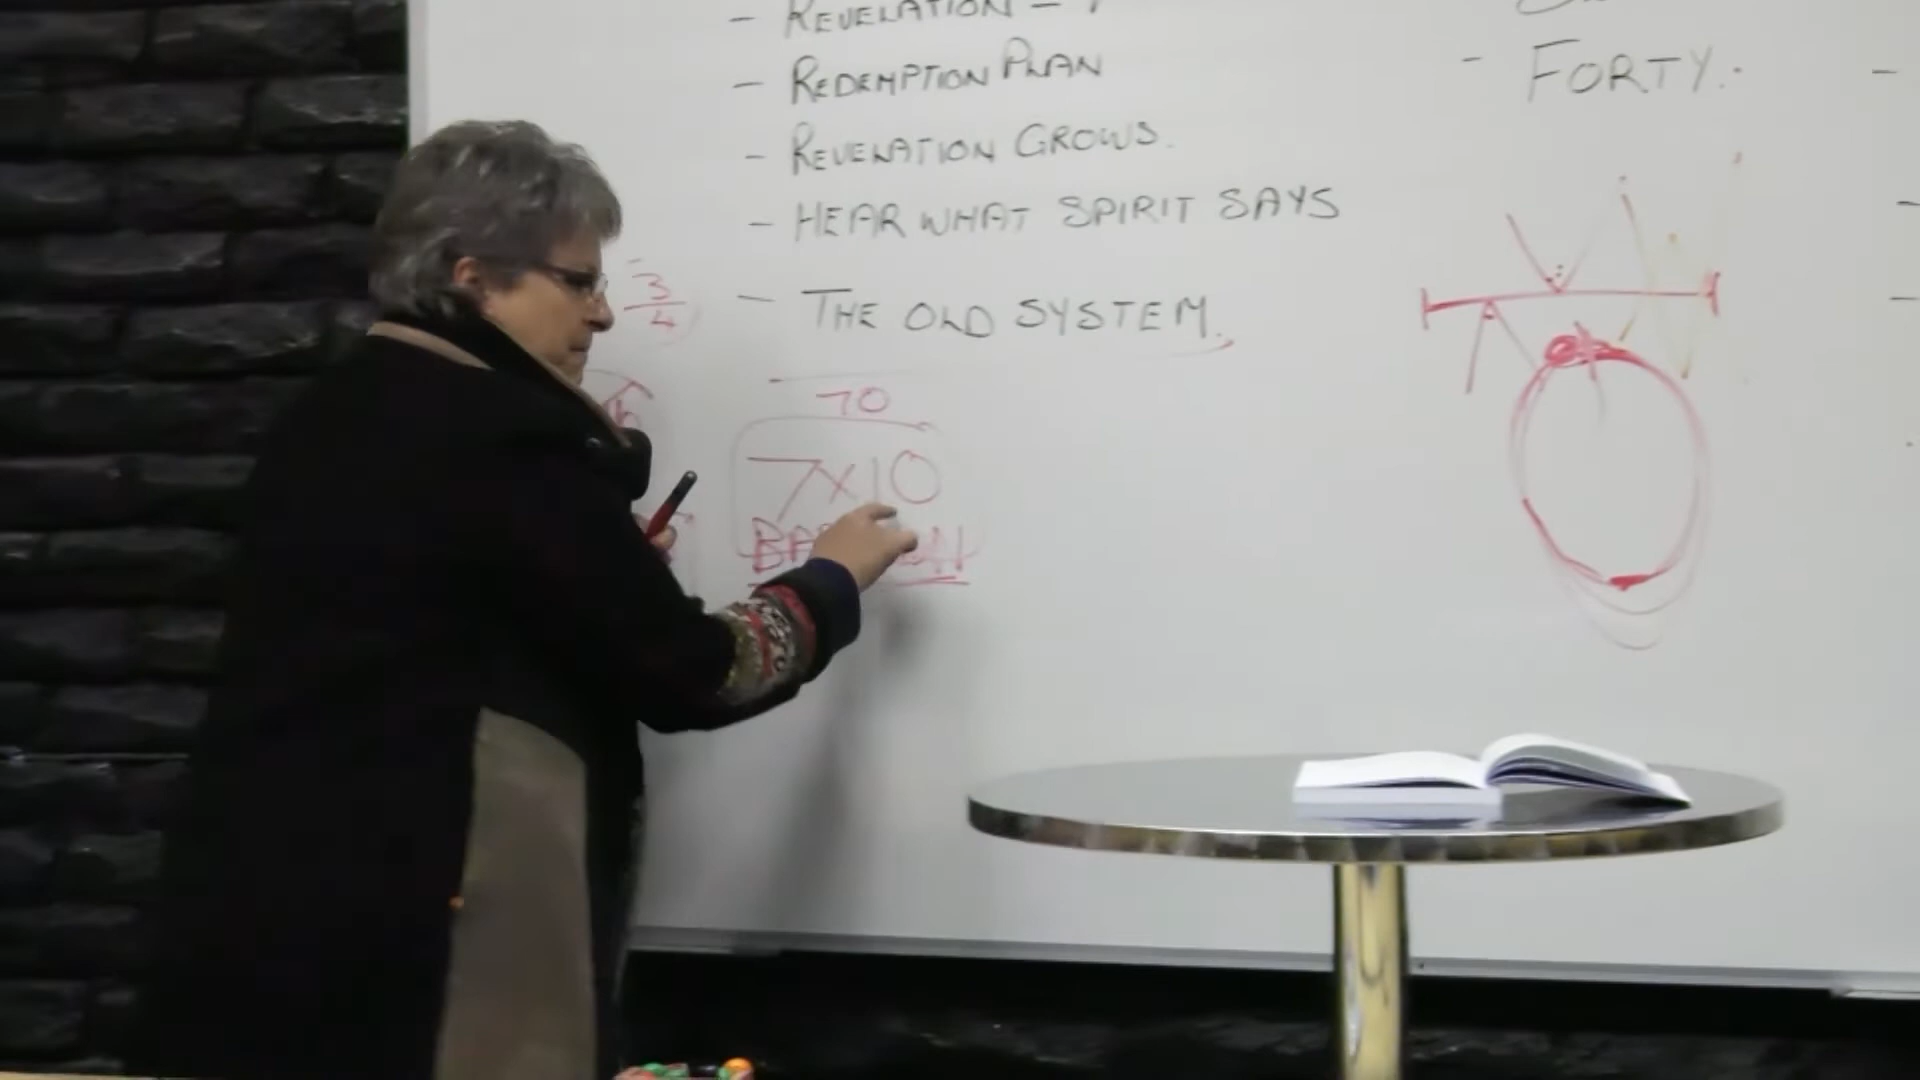 - REVELATION -
- REDEMPTION PLAN
- REVELATION GROWS.
- HEAR WHAT SPIRIT SAYS
- THE OLD SYSTEM.
3
4
70
7x10
- FORTY.